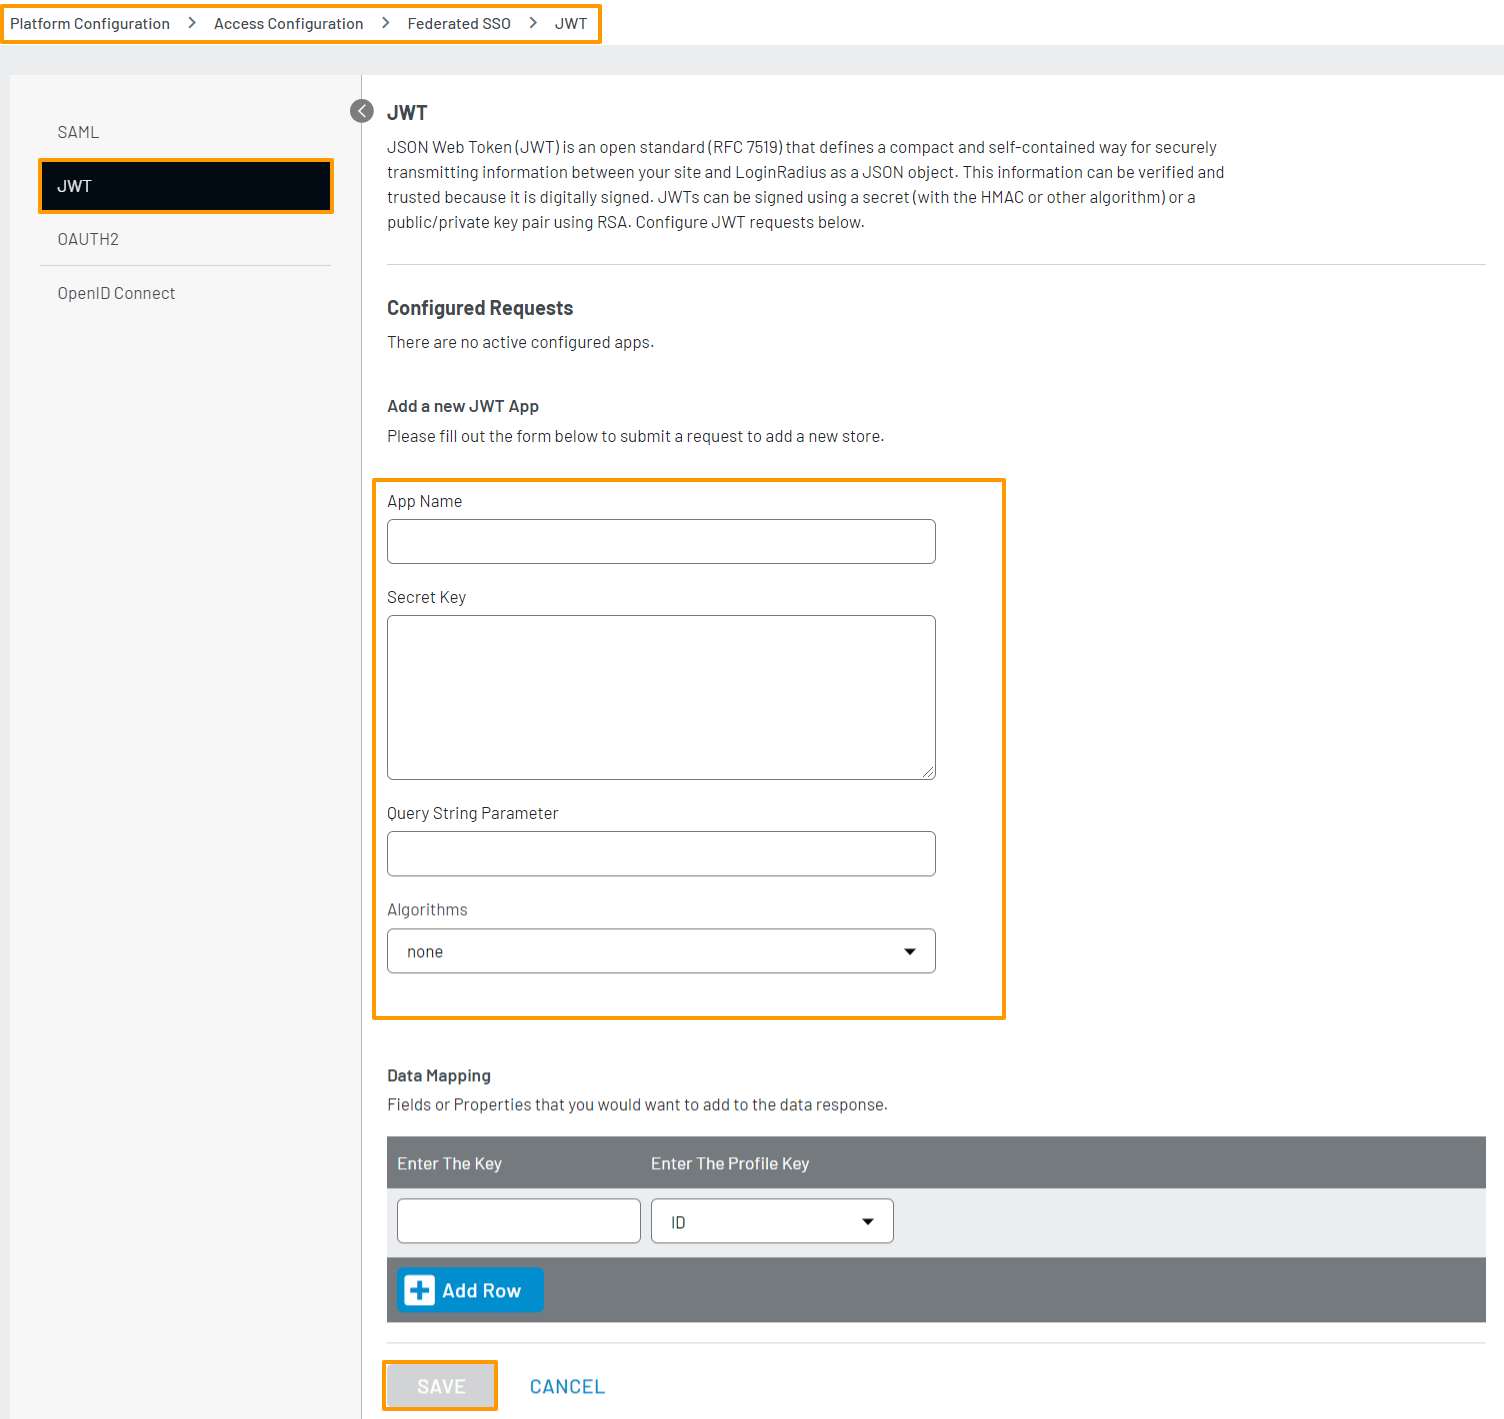 Platform Configuration > Access Configuration > Federated SSO > JWT
SAML
JWT
OAUTH2
OpenID Connect
JWT
JSON Web Token (JWT) is an open standard (RFC 7519) that defines a compact and self-contained way for securely
transmitting information between your site and LoginRadius as a JSON object. This information can be verified and
trusted because it is digitally signed. JWTs can be signed using a secret (with the HMAC or other algorithm) or a
public/private key pair using RSA. Configure JWT requests below.
Configured Requests
There are no active configured apps.
Add a new JWT App
Please fill out the form below to submit a request to add a new store.
App Name
Secret Key
Query String Parameter
Algorithms
none
Data Mapping
Fields or Properties that you would want to add to the data response.
Enter The Key Enter The Profile Key
ID
Add Row
SAVE CANCEL